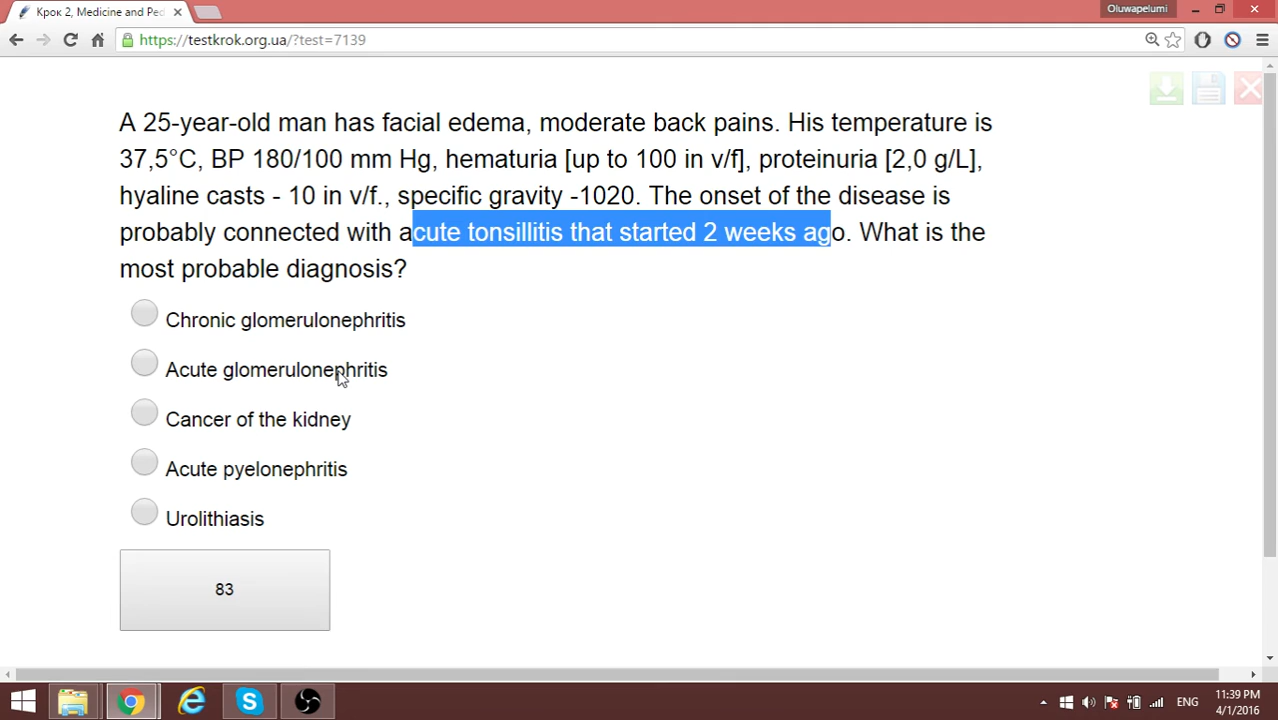 Крок 2, Medicine and Ped
Oluwapelumi
https://testkrok.org.ua/?test=7139
A 25-year-old man has facial edema, moderate back pains. His temperature is
37,5°C, BP 180/100 mm Hg, hematuria [up to 100 in v/f], proteinuria [2,0 g/L],
hyaline casts - 10 in v/f., specific gravity -1020. The onset of the disease is
probably connected with acute tonsillitis that started 2 weeks ago. What is the
most probable diagnosis?
Chronic glomerulonephritis
Acute glomerulonephritis
Cancer of the kidney
Acute pyelonephritis
Urolithiasis
83
ENG
11:39 PM
4/1/2016